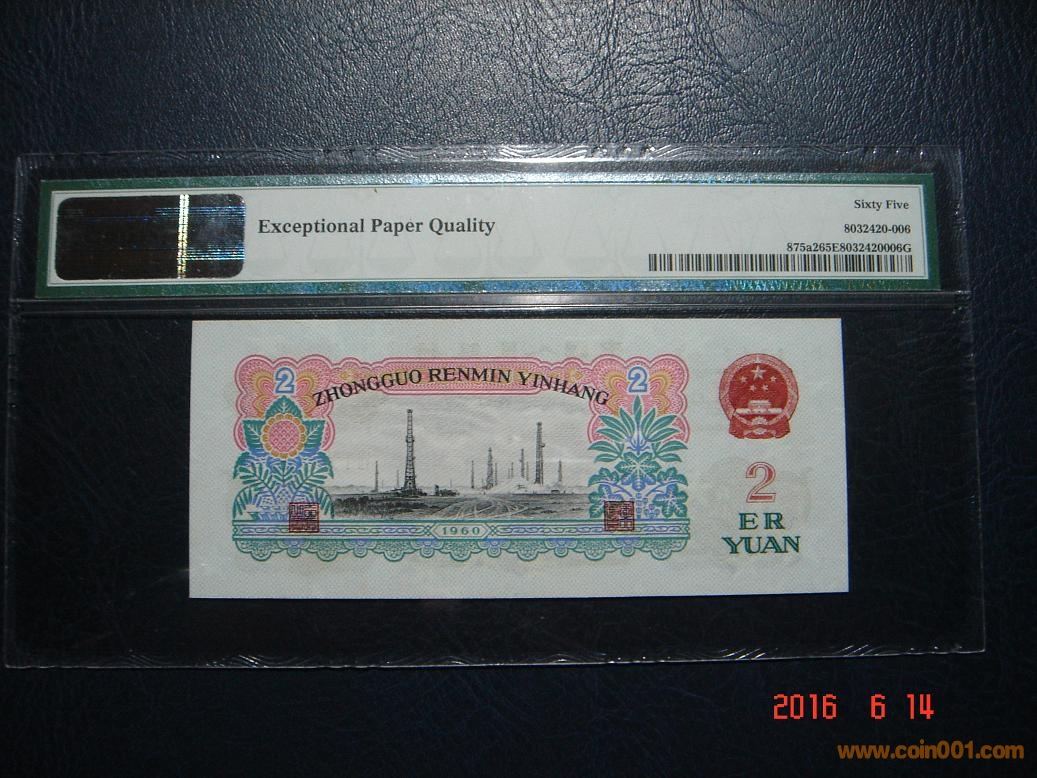 Sixty Five
Exceptional Paper Quality
8032420-006
875a265E8032420006G
2 ZHONGGUO RENMIN YINHANG 2
2
ER
YUAN
1960
2016 6 14
www.coin001.com